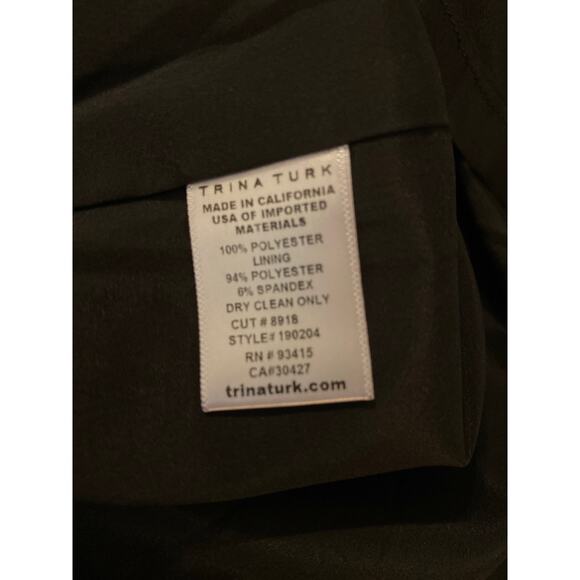 TRINA TURK
MADE IN CALIFORNIA
USA OF IMPORTED
MATERIALS
100% POLYESTER
LINING
94% POLYESTER
6% SPANDEX
DRY CLEAN ONLY
CUT # 8918
STYLE# 190204
RN # 93415
CA#30427
trinaturk.com